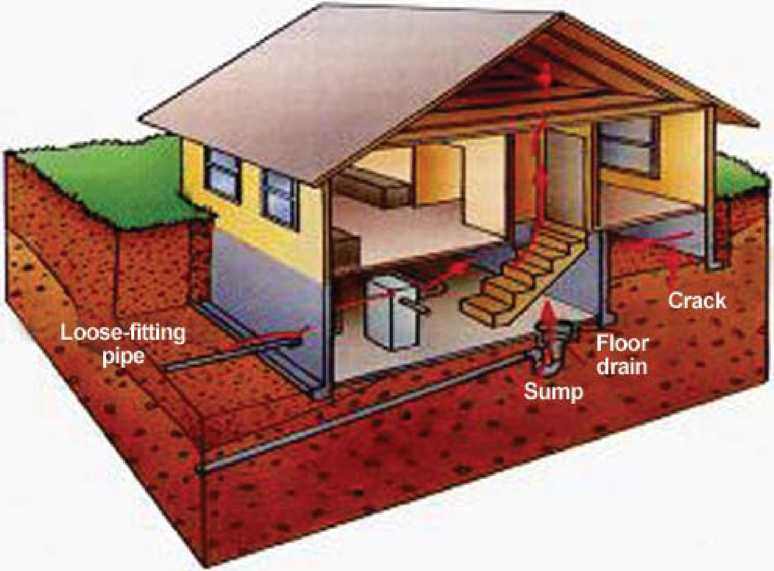 Loose-fitting
pipe
Crack
Floor
drain
Sump